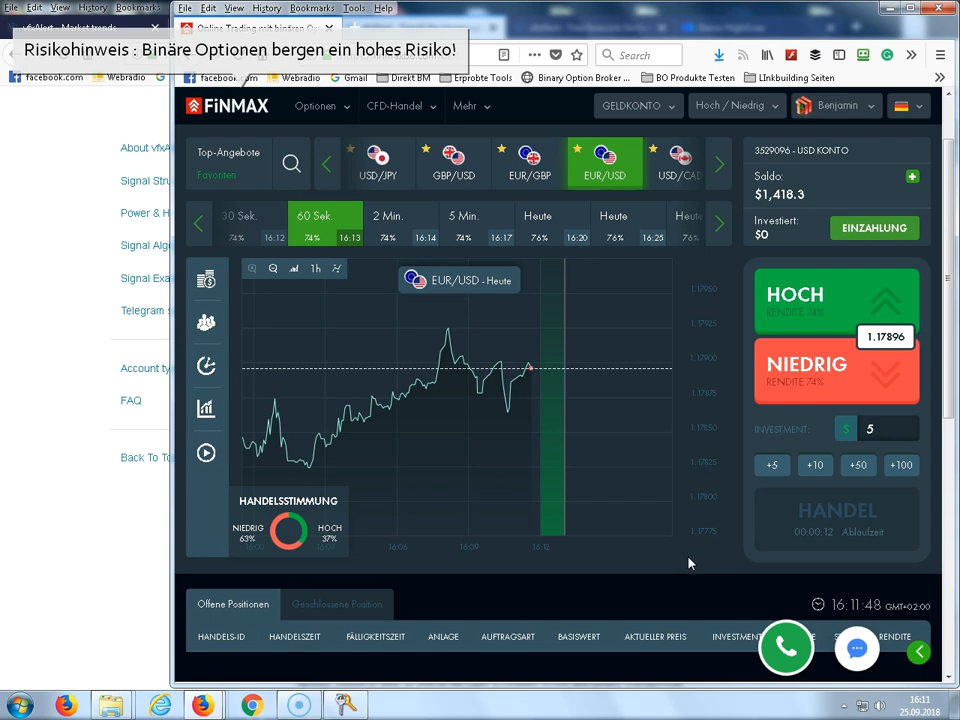 File Edit View History Bookmarks
File Edit View History Bookmarks Tools Help
vfxAlert - Market trends
Online Trading mit binären Opt
Risikohinweis : Binäre Optionen bergen ein hohes Risiko!
Search
facebook.com Webradio
facebook.com Webradio Gmail Direkt BM Erprobte Tools Binary Option Broker ... BO Produkte Testen LInkbuilding Seiten
FiNMAX
Optionen CFD-Handel Mehr
GELDKONTO Hoch / Niedrig Benjamin
About vfxA
Signal Stru
Power & H
Signal Algo
Signal Exa
Telegram s
Account ty
FAQ
Back To To
Top-Angebote
Favoriten
USD/JPY GBP/USD EUR/GBP EUR/USD USD/CAD
3529096 - USD KONTO
Saldo:
$1,418.3
Investiert:
$0
EINZAHLUNG
30 Sek. 60 Sek. 2 Min. 5 Min. Heute Heute Heute
74% 16:12 74% 16:13 74% 16:14 74% 16:17 76% 16:20 76% 16:25 76%
1h
EUR/USD - Heute
1.17950
1.17925
1.17900
1.17875
1.17850
1.17825
1.17800
1.17775
HOCH
RENDITE 74%
1.17896
NIEDRIG
RENDITE 74%
INVESTMENT: $ 5
+5 +10 +50 +100
HANDEL
00:00:12 Ablaufzeit
HANDELSSTIMMUNG
NIEDRIG
63%
HOCH
37%
16:00 16:06 16:09 16:12
Offene Positionen Geschlossene Position
16:11:48 GMT+02:00
HANDELS-ID HANDELSZEIT FÄLLIGKEITSZEIT ANLAGE AUFTRAGSART BASISWERT AKTUELLER PREIS INVESTMENT RENDITE
16:11
25.09.2018